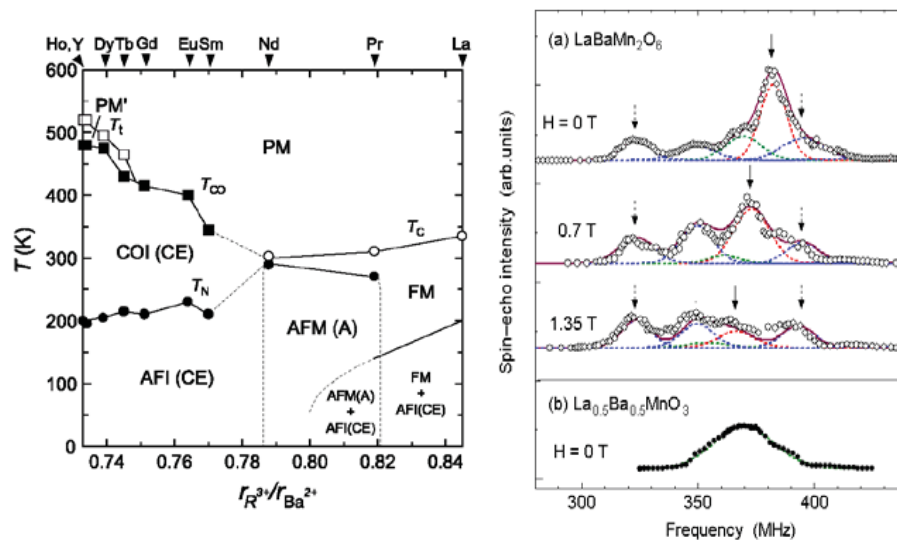 Ho,Y Dy Tb Gd Eu Sm Nd Pr La
600
500
400
300
200
100
0
T (K)
PM'
T_t
PM
T_CO
T_C
COI (CE)
T_N
FM
AFM (A)
AFI (CE)
AFM(A)
+
AFI(CE)
FM
+
AFI(CE)
0.74 0.76 0.78 0.80 0.82 0.84
r_R³⁺/r_Ba²⁺
Spin–echo intensity (arb.units)
(a) LaBaMn₂O₆
H = 0 T
0.7 T
1.35 T
(b) La₀.₅Ba₀.₅MnO₃
H = 0 T
300 350 400
Frequency (MHz)